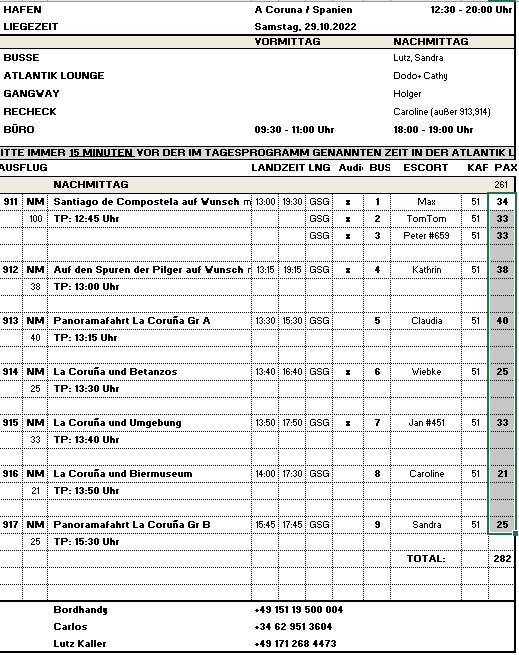 HAFEN A Coruna / Spanien 12:30 - 20:00 Uhr
LIEGEZEIT Samstag, 29.10.2022
VORMITTAG NACHMITTAG
BUSSE Lutz, Sandra
ATLANTIK LOUNGE Dodo+ Cathy
GANGWAY Holger
RECHECK Caroline (außer 913,914)
BÜRO 09:30 - 11:00 Uhr 18:00 - 19:00 Uhr
ITTE IMMER 15 MINUTEN VOR DER IM TAGESPROGRAMM GENANNTEN ZEIT IN DER ATLANTIK L
AUSFLUG LANDZEIT LNG Audi BUS ESCORT KAF PAX
NACHMITTAG 261
911 NM Santiago de Compostela auf Wunsch m 13:00 19:30 GSG x 1 Max 51 34
100 TP: 12:45 Uhr GSG x 2 TomTom 51 33
GSG x 3 Peter #659 51 33
912 NM Auf den Spuren der Pilger auf Wunsch r 13:15 19:15 GSG x 4 Kathrin 51 38
38 TP: 13:00 Uhr
913 NM Panoramafahrt La Coruña Gr A 13:30 15:30 GSG 5 Claudia 51 40
40 TP: 13:15 Uhr
914 NM La Coruña und Betanzos 13:40 16:40 GSG x 6 Wiebke 51 25
25 TP: 13:30 Uhr
915 NM La Coruña und Umgebung 13:50 17:50 GSG x 7 Jan #451 51 33
33 TP: 13:40 Uhr
916 NM La Coruña und Biermuseum 14:00 17:30 GSG 8 Caroline 51 21
21 TP: 13:50 Uhr
917 NM Panoramafahrt La Coruña Gr B 15:45 17:45 GSG 9 Sandra 51 25
25 TP: 15:30 Uhr
TOTAL: 282
Bordhandy +49 151 19 500 004
Carlos +34 62 951 3604
Lutz Kaller +49 171 268 4473